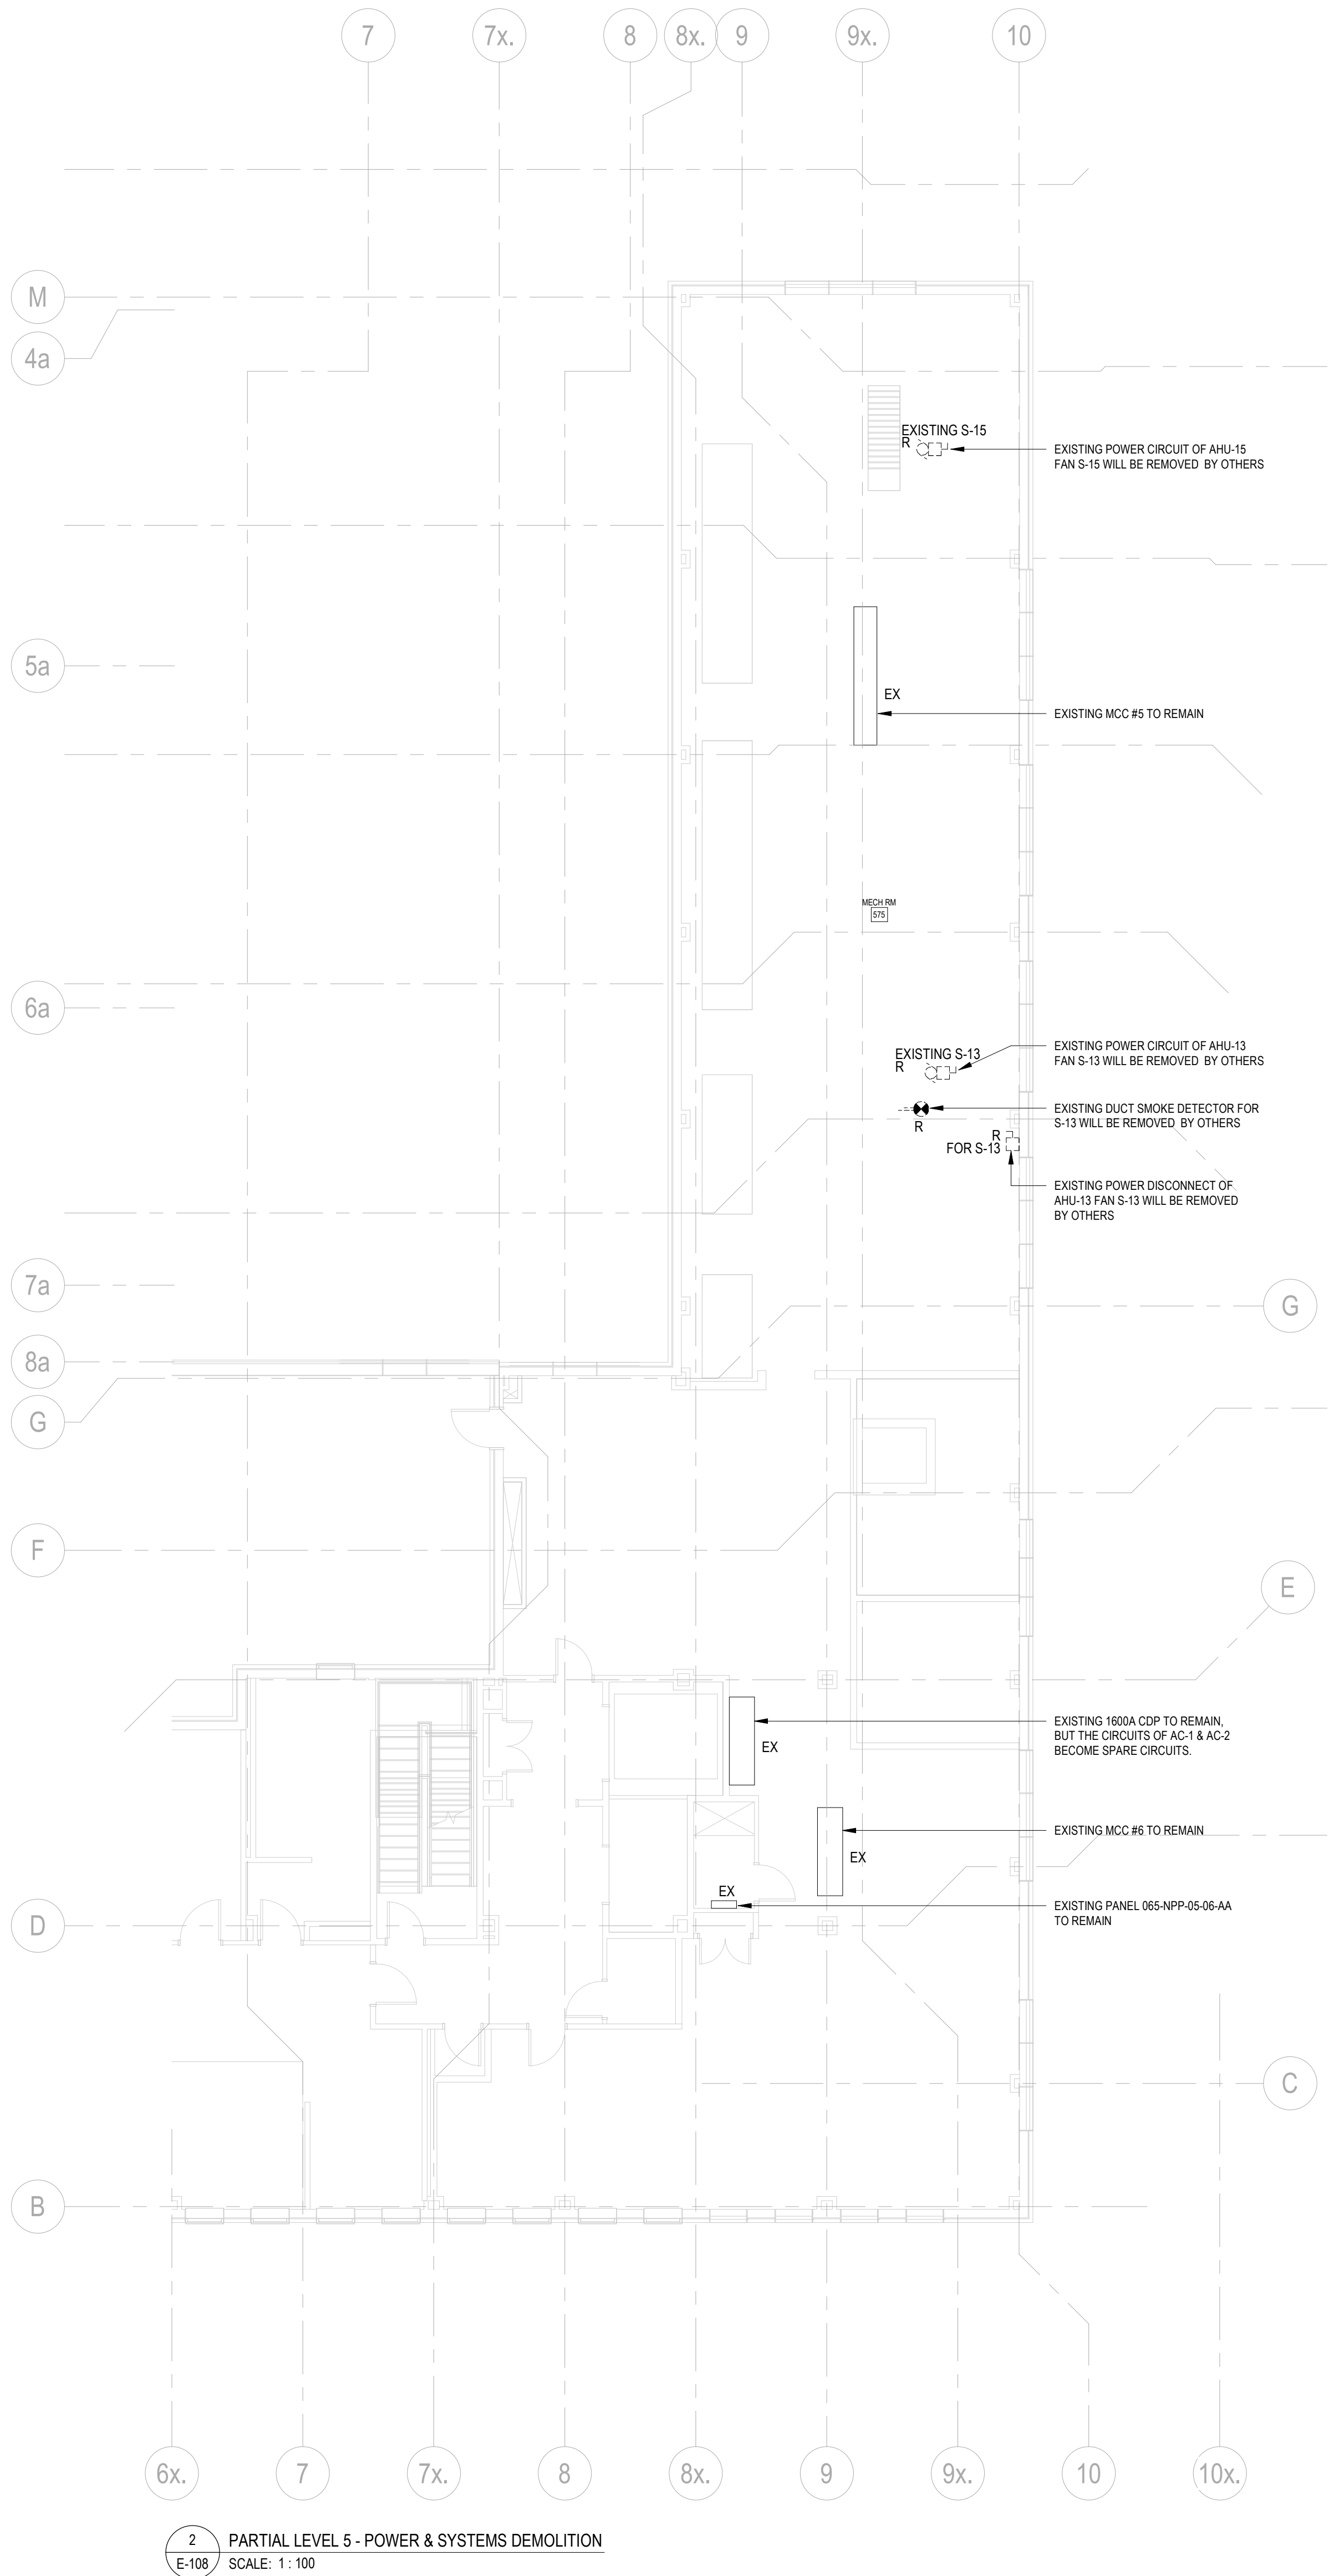 7
7x.
8
8x.
9
9x.
10
M
4a
EXISTING S-15
R
EXISTING POWER CIRCUIT OF AHU-15
FAN S-15 WILL BE REMOVED BY OTHERS
5a
EX
EXISTING MCC #5 TO REMAIN
MECH RM
575
6a
EXISTING S-13
R
EXISTING POWER CIRCUIT OF AHU-13
FAN S-13 WILL BE REMOVED BY OTHERS
EXISTING DUCT SMOKE DETECTOR FOR
S-13 WILL BE REMOVED BY OTHERS
R
R
FOR S-13
EXISTING POWER DISCONNECT OF
AHU-13 FAN S-13 WILL BE REMOVED
BY OTHERS
7a
G
8a
G
F
E
EXISTING 1600A CDP TO REMAIN,
BUT THE CIRCUITS OF AC-1 & AC-2
BECOME SPARE CIRCUITS.
EX
EXISTING MCC #6 TO REMAIN
EX
EX
EXISTING PANEL 065-NPP-05-06-AA
TO REMAIN
D
C
B
6x.
7
7x.
8
8x.
9
9x.
10
10x.
2
E-108
PARTIAL LEVEL 5 - POWER & SYSTEMS DEMOLITION
SCALE: 1 : 100